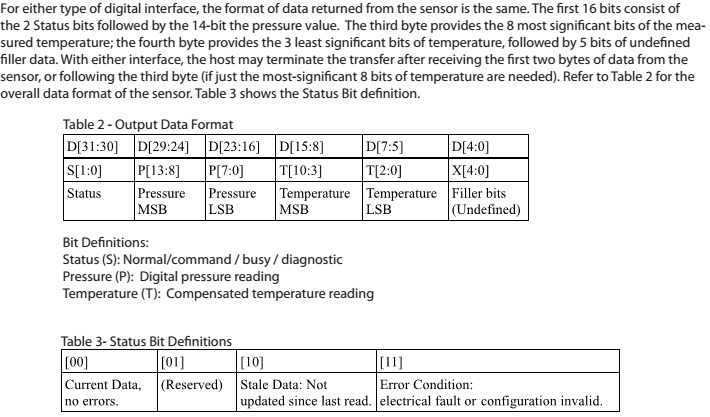 For either type of digital interface, the format of data returned from the sensor is the same. The first 16 bits consist of
the 2 Status bits followed by the 14-bit the pressure value.  The third byte provides the 8 most significant bits of the mea-
sured temperature; the fourth byte provides the 3 least significant bits of temperature, followed by 5 bits of undefined
filler data. With either interface, the host may terminate the transfer after receiving the first two bytes of data from the
sensor, or following the third byte (if just the most-significant 8 bits of temperature are needed). Refer to Table 2 for the
overall data format of the sensor. Table 3 shows the Status Bit definition.
Table 2 - Output Data Format
D[31:30] D[29:24] D[23:16] D[15:8] D[7:5] D[4:0]
S[1:0] P[13:8] P[7:0] T[10:3] T[2:0] X[4:0]
Status Pressure Pressure Temperature Temperature Filler bits
MSB LSB MSB LSB (Undefined)
Bit Definitions:
Status (S): Normal/command / busy / diagnostic
Pressure (P):  Digital pressure reading
Temperature (T):  Compensated temperature reading
Table 3- Status Bit Definitions
[00] [01] [10] [11]
Current Data, (Reserved) Stale Data: Not Error Condition:
no errors. updated since last read. electrical fault or configuration invalid.